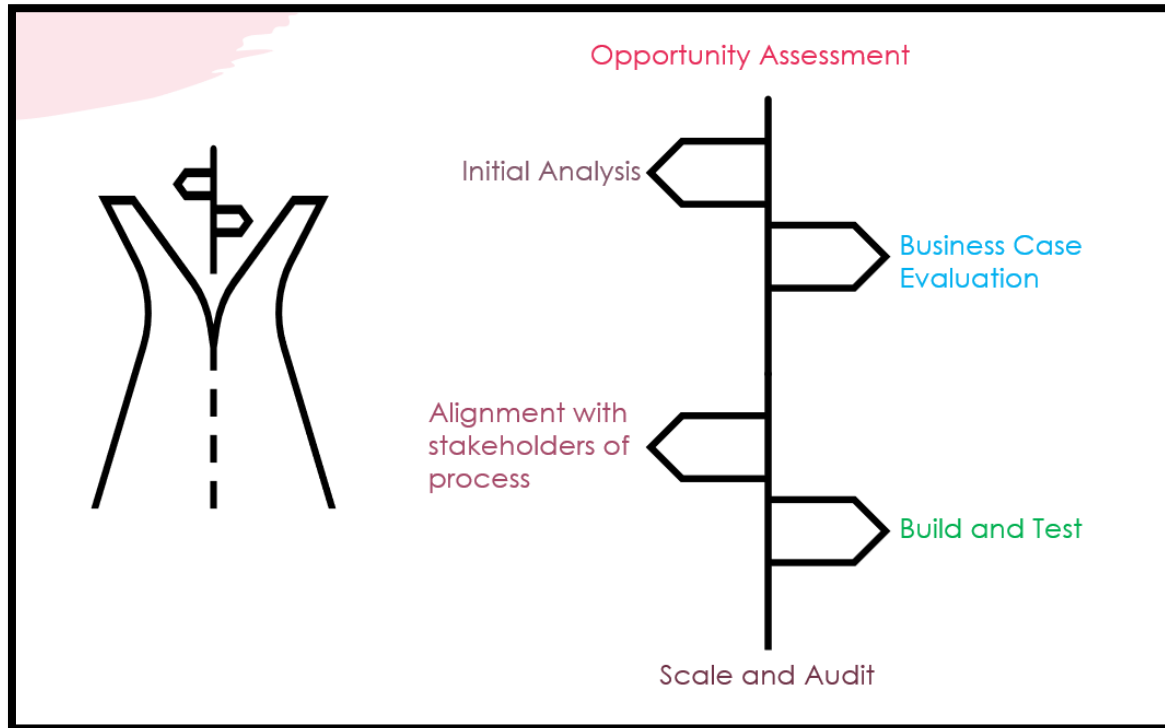 Opportunity Assessment
Initial Analysis
Business Case
Evaluation
Alignment with
stakeholders of
process
Build and Test
Scale and Audit